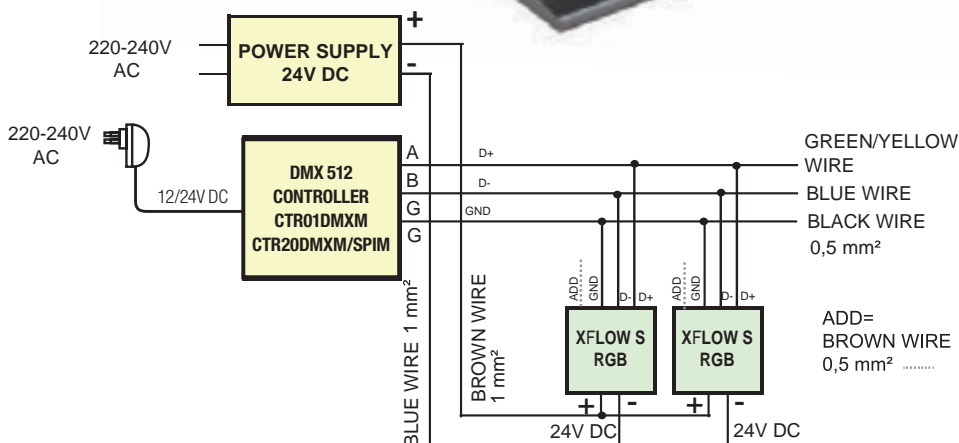 220-240V
AC
POWER SUPPLY
24V DC
+
-
220-240V
AC
12/24V DC
DMX 512
CONTROLLER
CTR01DMXM
CTR20DMXM/SPIM
A
B
G
G
D+
D-
GND
GREEN/YELLOW
WIRE
BLUE WIRE
BLACK WIRE
0,5 mm²
BLUE WIRE 1 mm²
BROWN WIRE
1 mm²
ADD
GND
D-
D+
ADD
GND
D-
D+
XFLOW S
RGB
XFLOW S
RGB
ADD=
BROWN WIRE
0,5 mm²
+
-
+
-
24V DC
24V DC